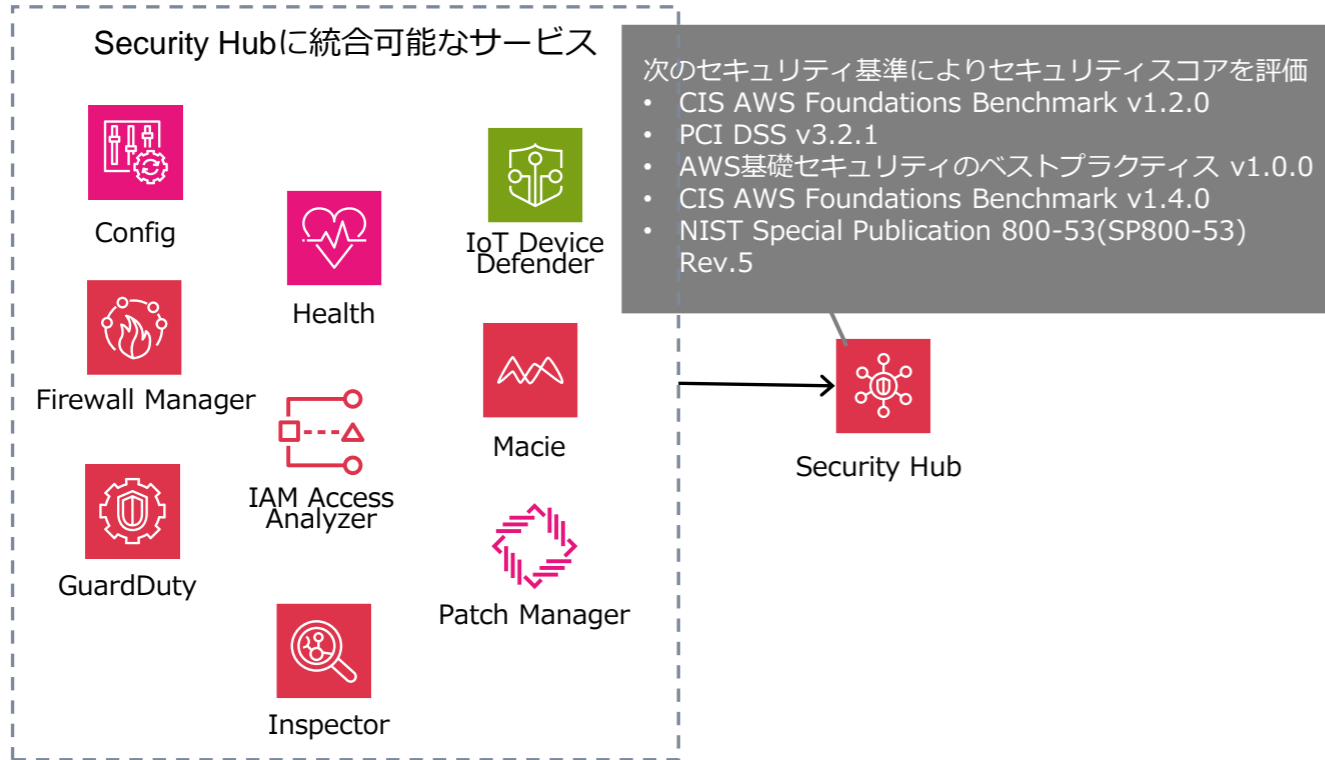 Security Hubに統合可能なサービス
Config
Health
IoT Device
Defender
Firewall Manager
IAM Access
Analyzer
Macie
GuardDuty
Patch Manager
Inspector
次のセキュリティ基準によりセキュリティスコアを評価
• CIS AWS Foundations Benchmark v1.2.0
• PCI DSS v3.2.1
• AWS基礎セキュリティのベストプラクティス v1.0.0
• CIS AWS Foundations Benchmark v1.4.0
• NIST Special Publication 800-53(SP800-53)
Rev.5
Security Hub